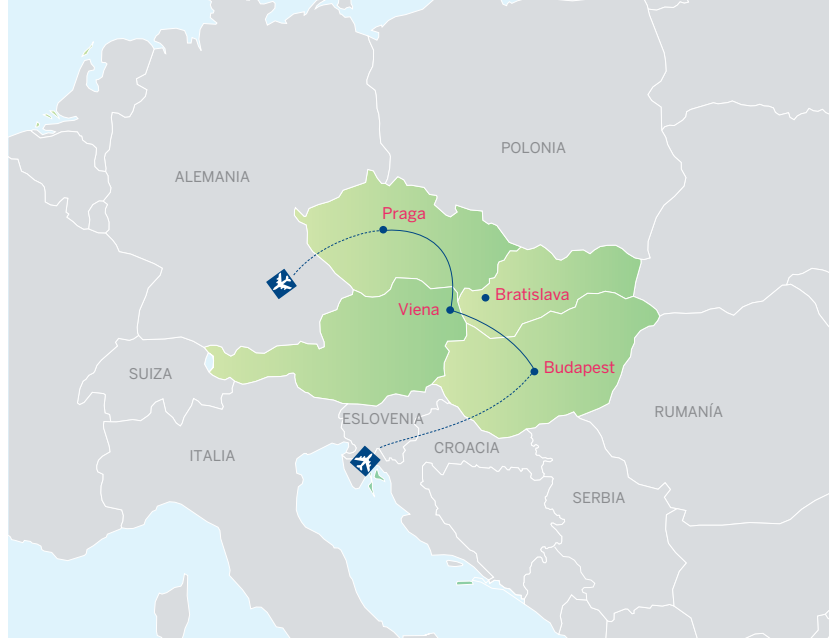 POLONIA
ALEMANIA
Praga
Bratislava
Viena
Budapest
SUIZA
RUMANÍA
ESLOVENIA
CROACIA
ITALIA
SERBIA